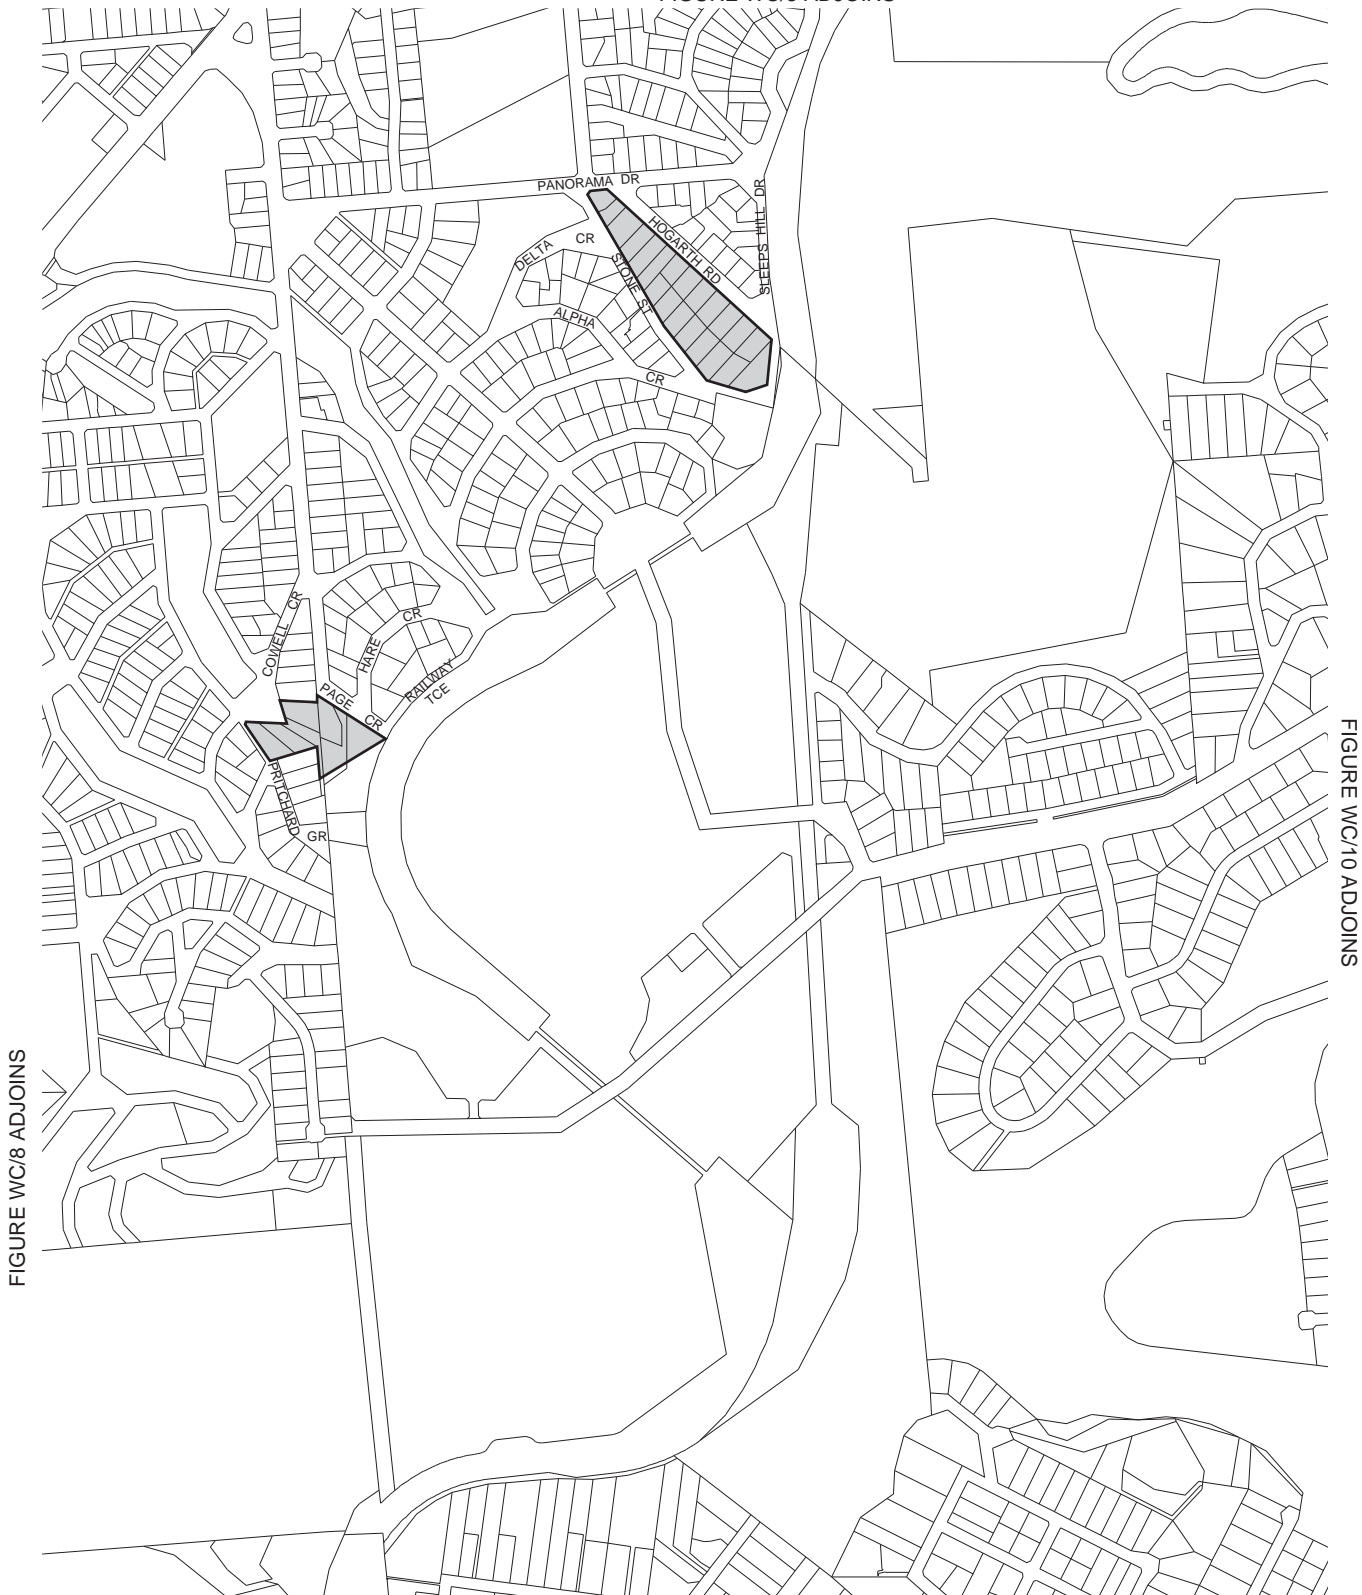 PANORAMA DR
SLEEPS HILL DR
HOGARTH RD
DELTA CR
STONE ST
ALPHA
CR
COWELL CR
HARE CR
RAILWAY
TCE
PAGE CR
PRITCHARD GR
FIGURE WC/10 ADJOINS
FIGURE WC/8 ADJOINS